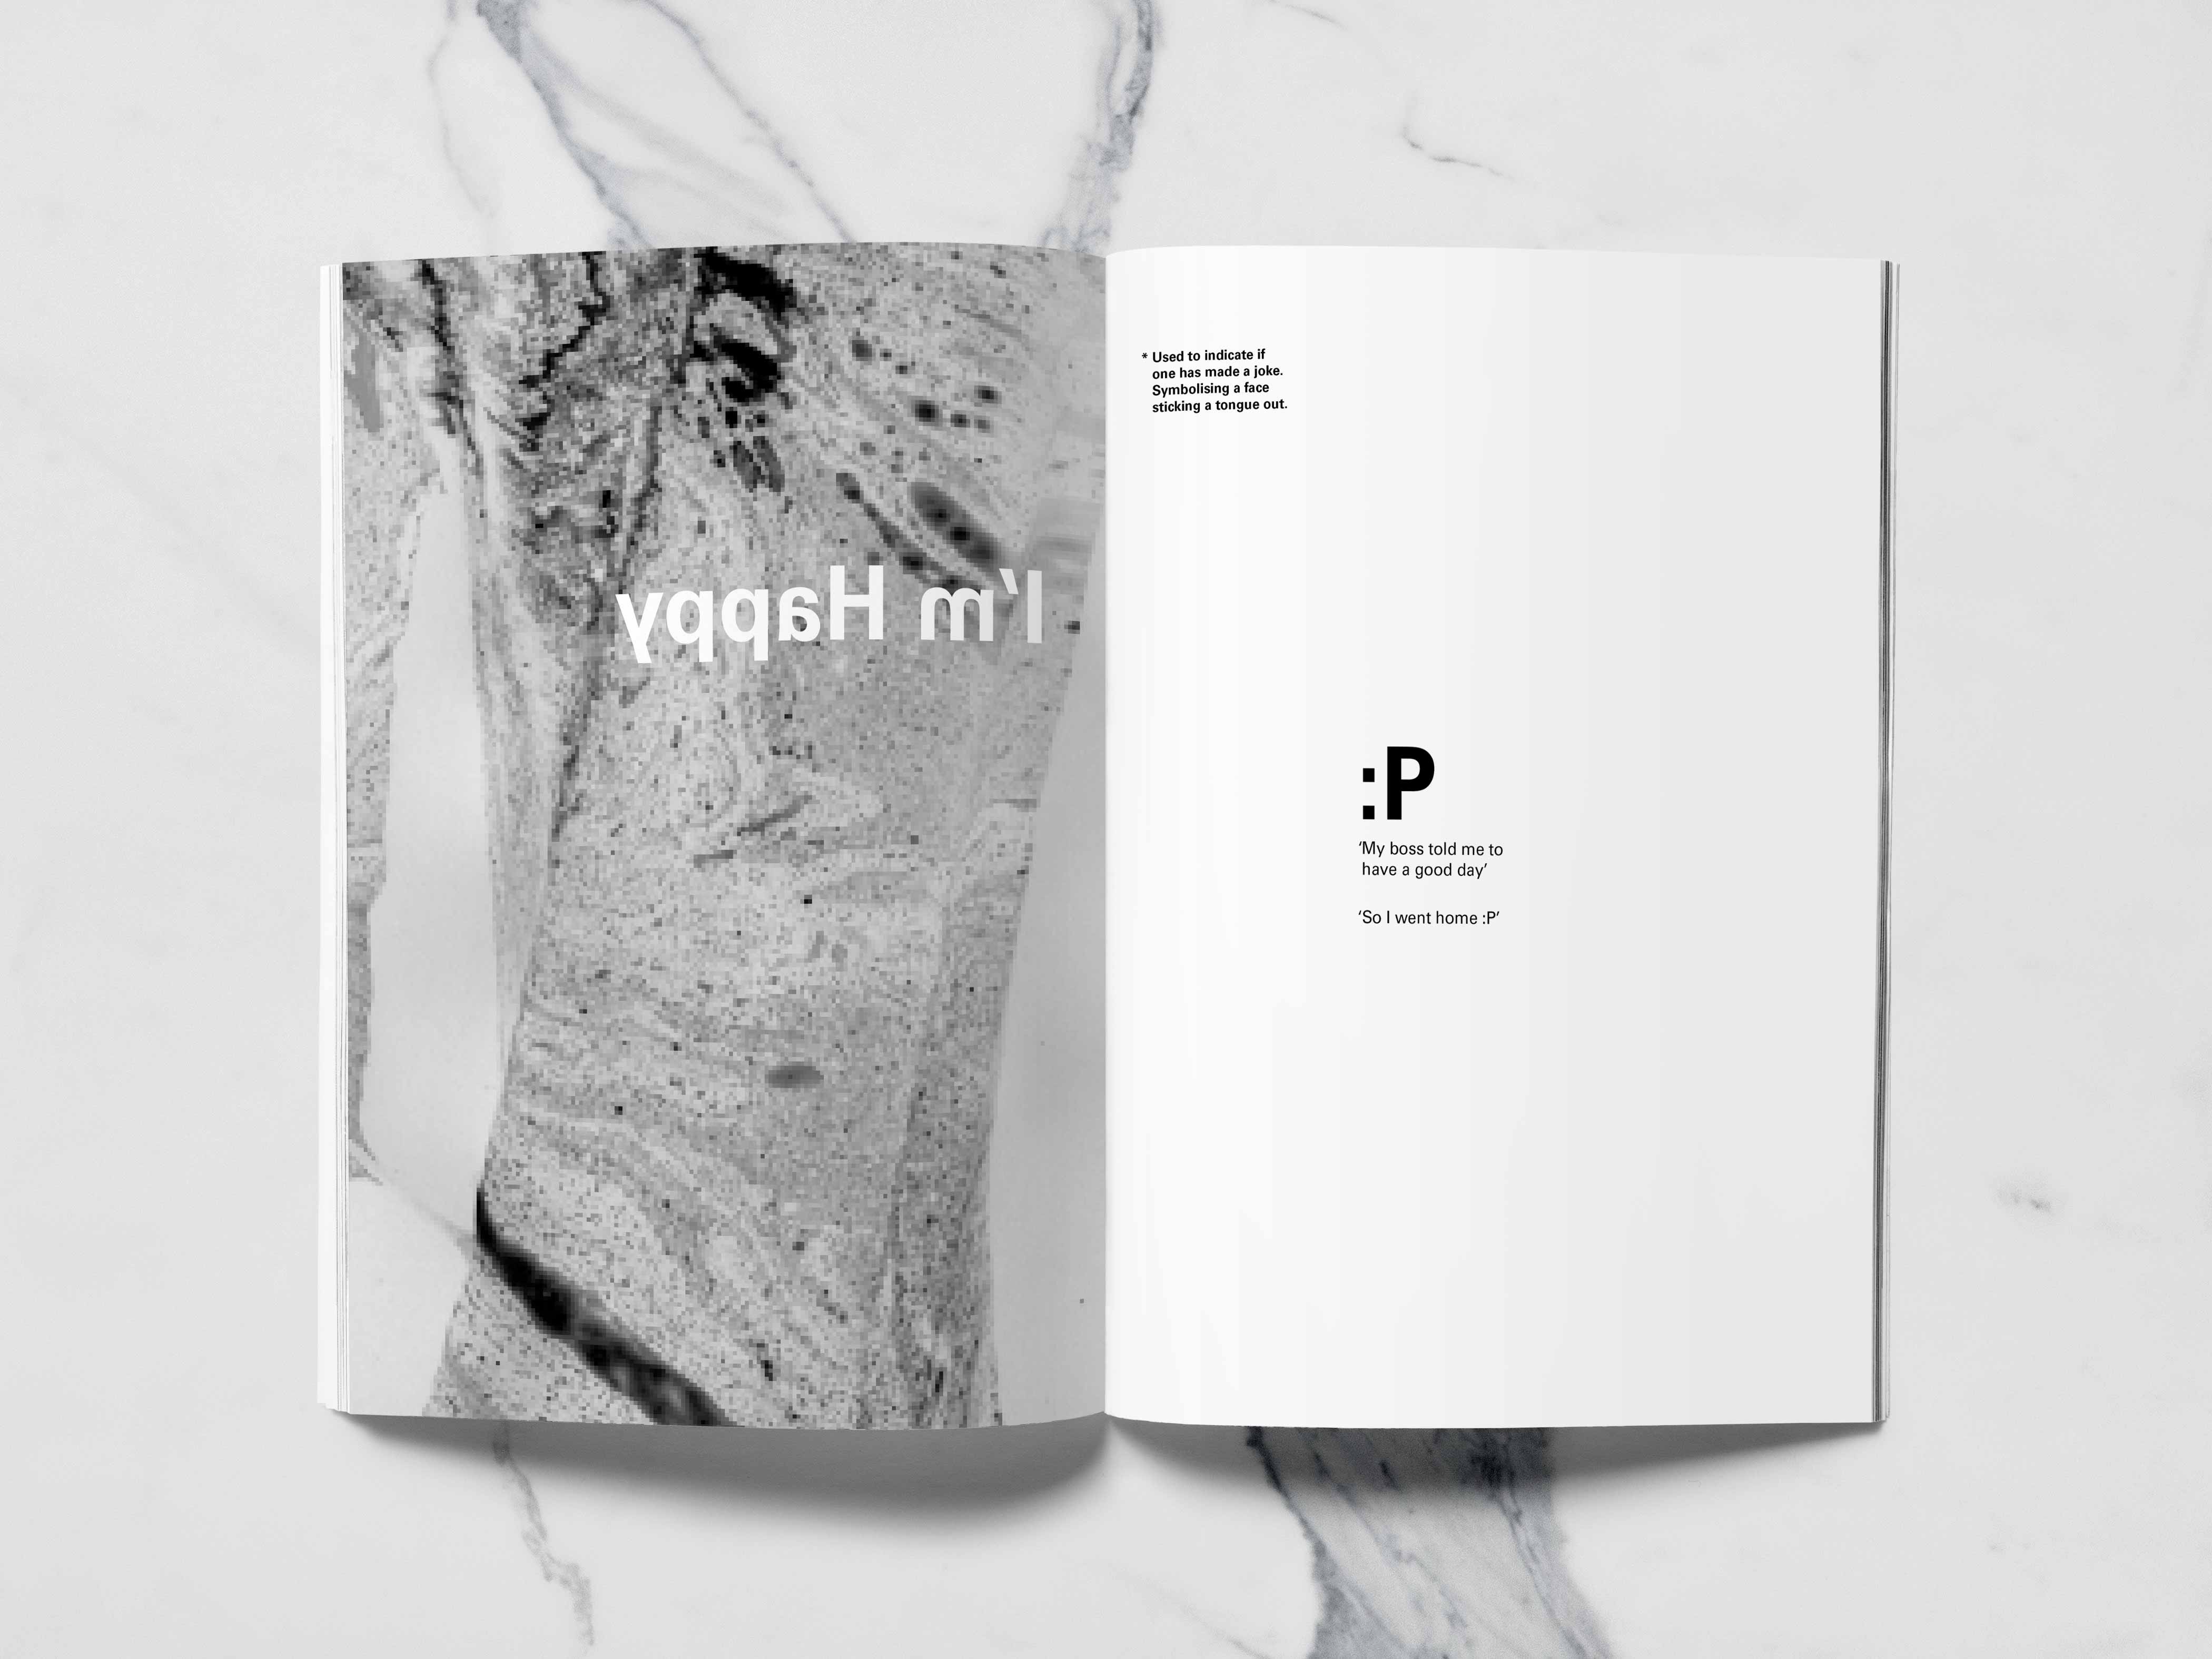 I'm Happy
* Used to indicate if
one has made a joke.
Symbolising a face
sticking a tongue out.
:P
‘My boss told me to
have a good day’
‘So I went home :P’